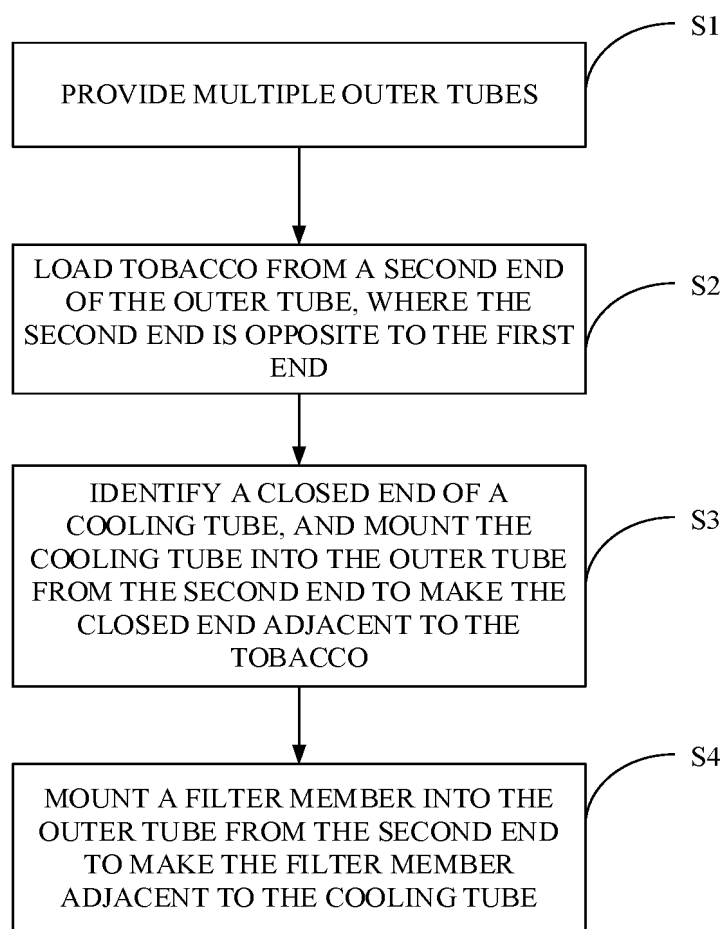 S1
PROVIDE MULTIPLE OUTER TUBES
LOAD TOBACCO FROM A SECOND END
OF THE OUTER TUBE, WHERE THE
SECOND END IS OPPOSITE TO THE FIRST
END
S2
IDENTIFY A CLOSED END OF A
COOLING TUBE, AND MOUNT THE
COOLING TUBE INTO THE OUTER TUBE
FROM THE SECOND END TO MAKE THE
CLOSED END ADJACENT TO THE
TOBACCO
S3
MOUNT A FILTER MEMBER INTO THE
OUTER TUBE FROM THE SECOND END
TO MAKE THE FILTER MEMBER
ADJACENT TO THE COOLING TUBE
S4